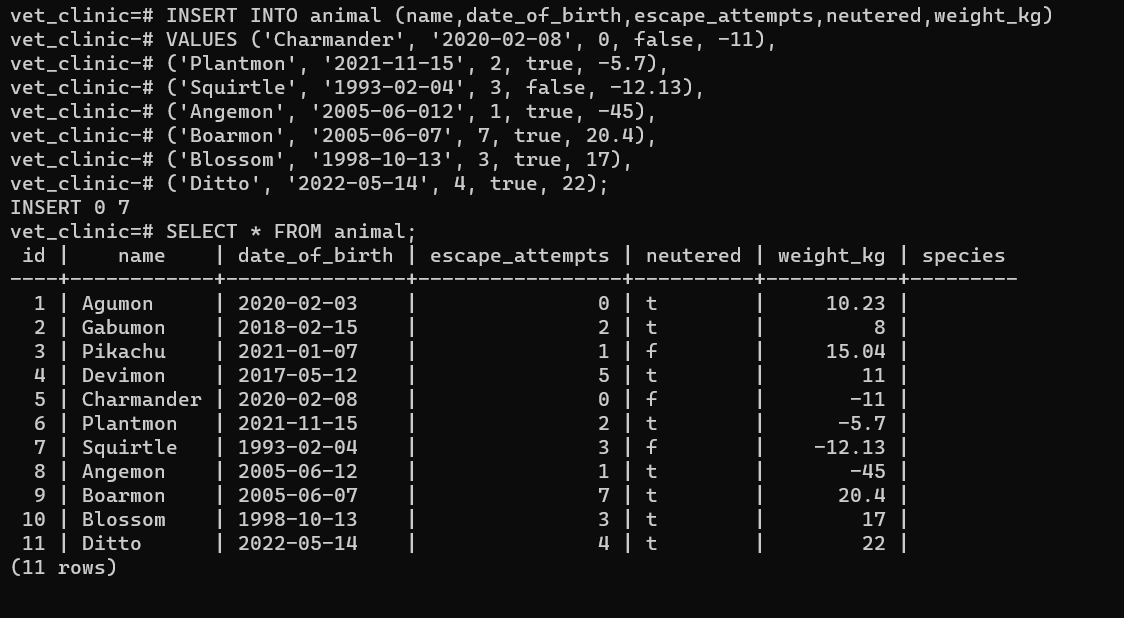 vet_clinic=# INSERT INTO animal (name,date_of_birth,escape_attempts,neutered,weight_kg)
vet_clinic-# VALUES ('Charmander', '2020-02-08', 0, false, -11),
vet_clinic-# ('Plantmon', '2021-11-15', 2, true, -5.7),
vet_clinic-# ('Squirtle', '1993-02-04', 3, false, -12.13),
vet_clinic-# ('Angemon', '2005-06-012', 1, true, -45),
vet_clinic-# ('Boarmon', '2005-06-07', 7, true, 20.4),
vet_clinic-# ('Blossom', '1998-10-13', 3, true, 17),
vet_clinic-# ('Ditto', '2022-05-14', 4, true, 22);
INSERT 0 7
vet_clinic=# SELECT * FROM animal;
 id |    name    | date_of_birth | escape_attempts | neutered | weight_kg | species
----+------------+---------------+-----------------+----------+-----------+---------
  1 | Agumon     | 2020-02-03    |               0 | t        |     10.23 |
  2 | Gabumon    | 2018-02-15    |               2 | t        |         8 |
  3 | Pikachu    | 2021-01-07    |               1 | f        |     15.04 |
  4 | Devimon    | 2017-05-12    |               5 | t        |        11 |
  5 | Charmander | 2020-02-08    |               0 | f        |       -11 |
  6 | Plantmon   | 2021-11-15    |               2 | t        |      -5.7 |
  7 | Squirtle   | 1993-02-04    |               3 | f        |    -12.13 |
  8 | Angemon    | 2005-06-12    |               1 | t        |       -45 |
  9 | Boarmon    | 2005-06-07    |               7 | t        |      20.4 |
 10 | Blossom    | 1998-10-13    |               3 | t        |        17 |
 11 | Ditto      | 2022-05-14    |               4 | t        |        22 |
(11 rows)